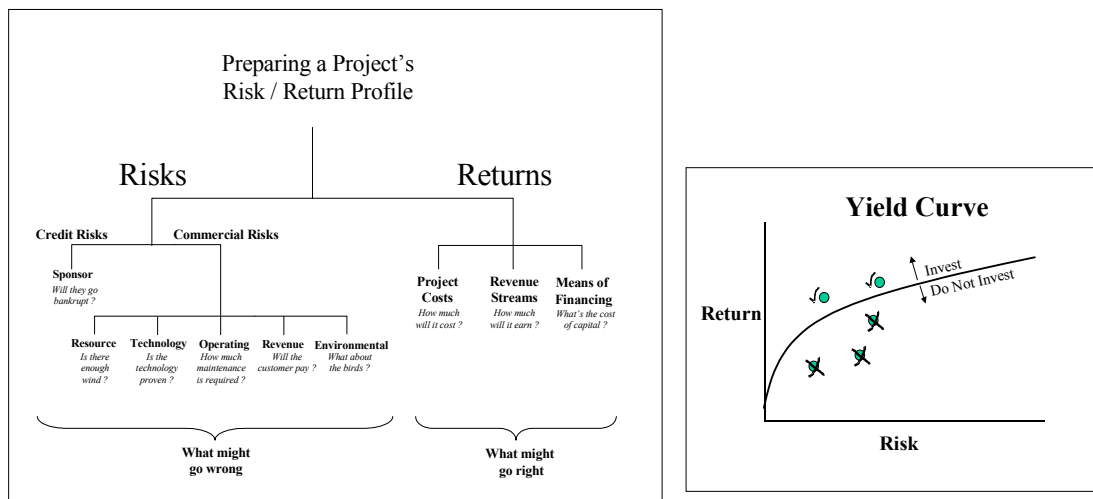 Preparing a Project's
Risk / Return Profile
Risks
Returns
Credit Risks
Commercial Risks
Sponsor
Will they go
bankrupt ?
Resource
Is there
enough
wind ?
Technology
Is the
technology
proven ?
Operating
How much
maintenance
is required ?
Revenue
Will the
customer pay ?
Environmental
What about
the birds ?
What might
go wrong
Project
Costs
How much
will it cost ?
Revenue
Streams
How much
will it earn ?
Means of
Financing
What's the cost
of capital ?
What might
go right
Yield Curve
Return
Invest
Do Not Invest
Risk